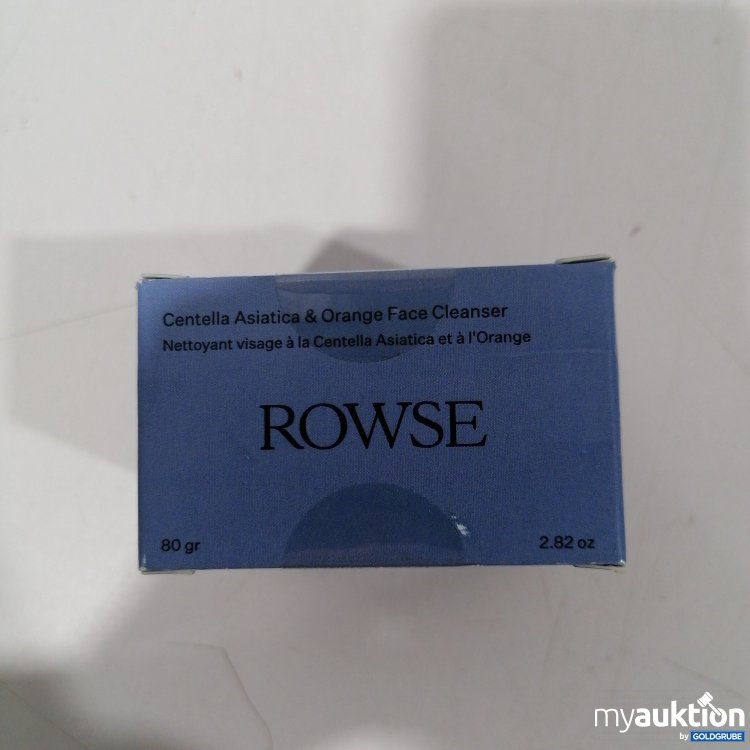 Centella Asiatica & Orange Face Cleanser
Nettoyant visage à la Centella Asiatica et à l'Orange
ROWSE
80 gr 2.82 oz
myauktion
by GOLDGRUBE